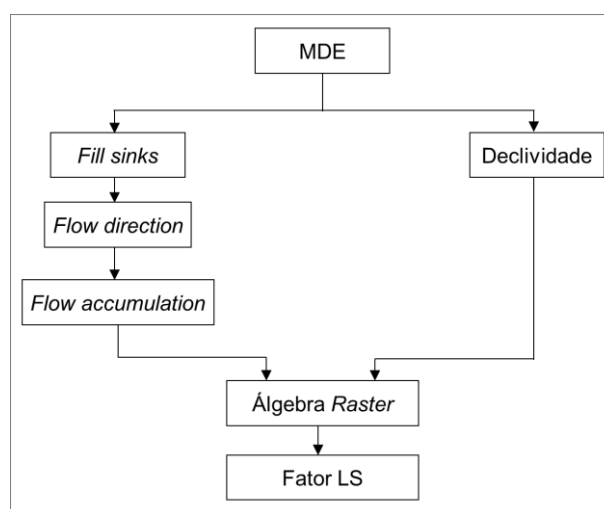 MDE
Fill sinks
Declividade
Flow direction
Flow accumulation
Álgebra Raster
Fator LS